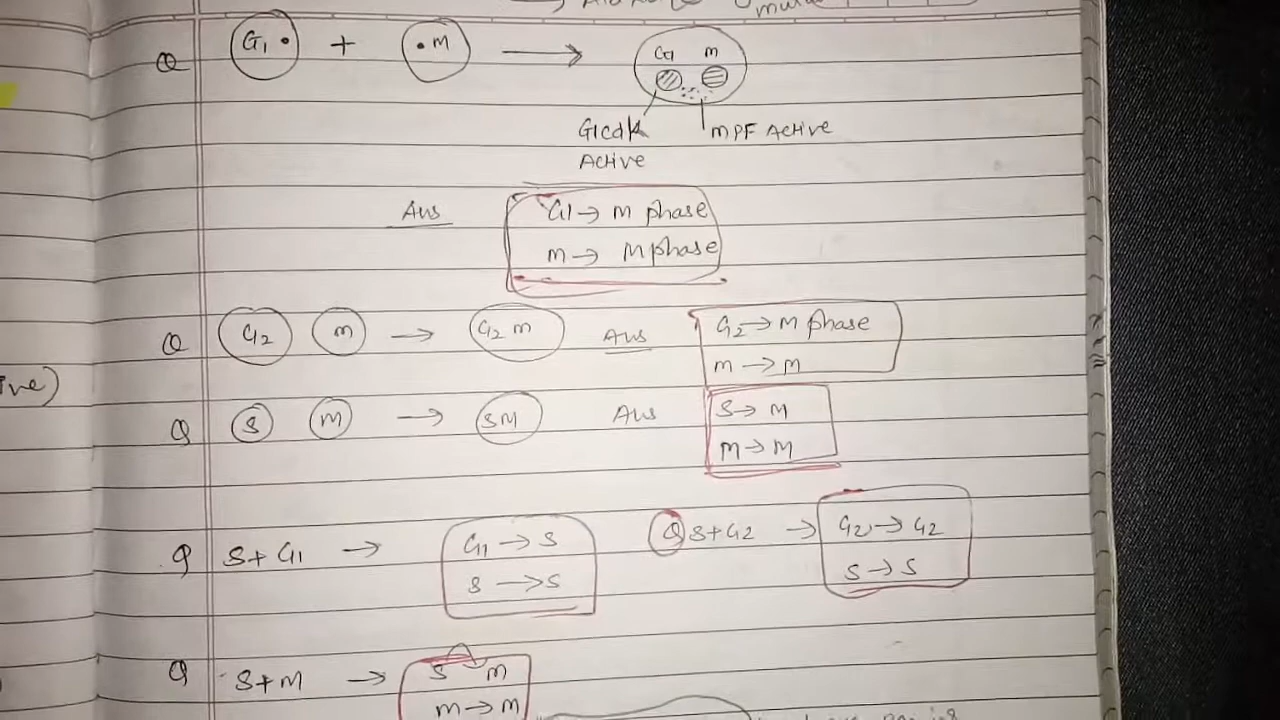 Q G1 • + • M → G1 M
G1cdk MPF Active
Active
Ans G1 → M phase
M → M phase
Q G2 M → G2 M Ans G2 → M phase
M → M
Q S M → SM Ans S → M
M → M
Q S + G1 → G1 → S
S → S
Q S + G2 → G2 → G2
S → S
Q S + M → S M
M → M